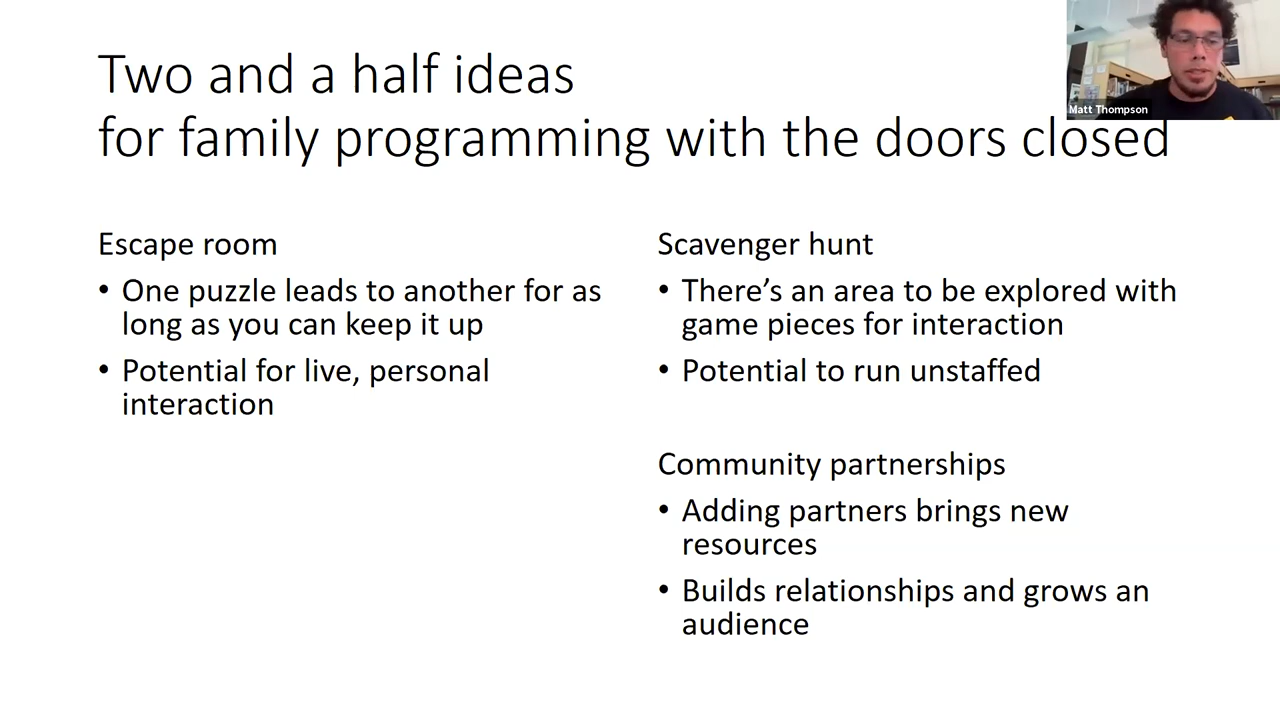 Two and a half ideas
for family programming with the doors closed
Matt Thompson
Escape room
• One puzzle leads to another for as
long as you can keep it up
• Potential for live, personal
interaction
Scavenger hunt
• There’s an area to be explored with
game pieces for interaction
• Potential to run unstaffed
Community partnerships
• Adding partners brings new
resources
• Builds relationships and grows an
audience